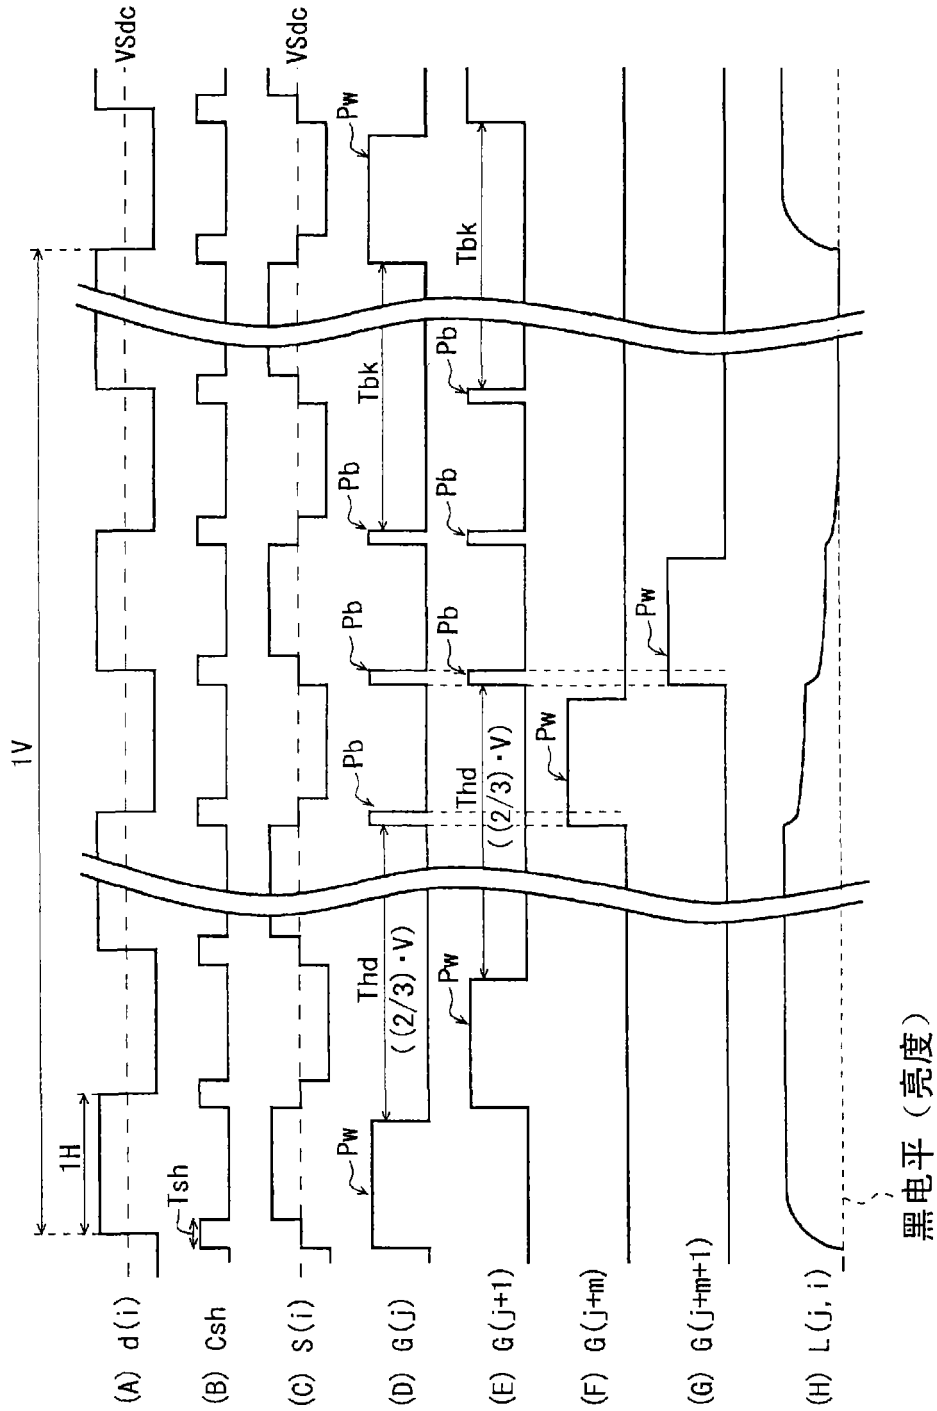 1V
1H
Tsh
(A) d(i)
VSdc
(B) Csh
(C) S(i)
VSdc
(D) G(j)
Pw
Thd
((2/3)・V)
Pb
Pb
Pb
Tbk
Pw
(E) G(j+1)
Pw
Thd
((2/3)・V)
Pb
Pb
Pb
Tbk
(F) G(j+m)
Pw
(G) G(j+m+1)
Pw
(H) L(j, i)
黑电平（亮度）